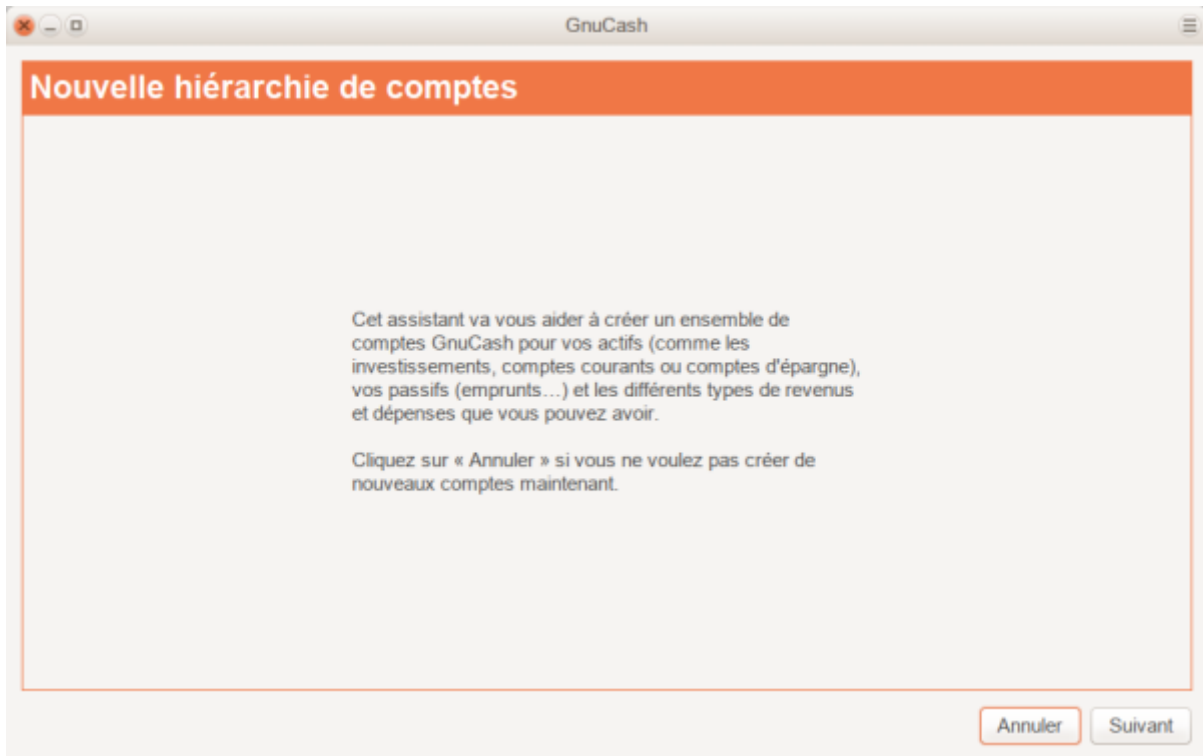 GnuCash
Nouvelle hiérarchie de comptes
Cet assistant va vous aider à créer un ensemble de
comptes GnuCash pour vos actifs (comme les
investissements, comptes courants ou comptes d'épargne),
vos passifs (emprunts…) et les différents types de revenus
et dépenses que vous pouvez avoir.
Cliquez sur « Annuler » si vous ne voulez pas créer de
nouveaux comptes maintenant.
Annuler Suivant